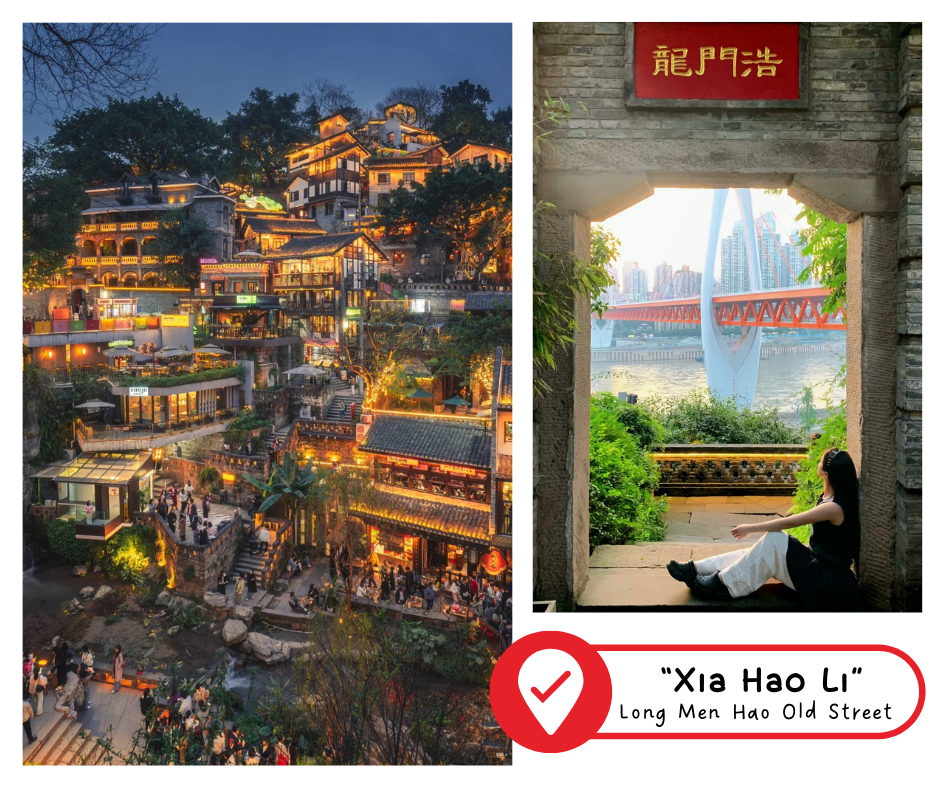 龍門浩
“Xia Hao Li”
Long Men Hao Old Street